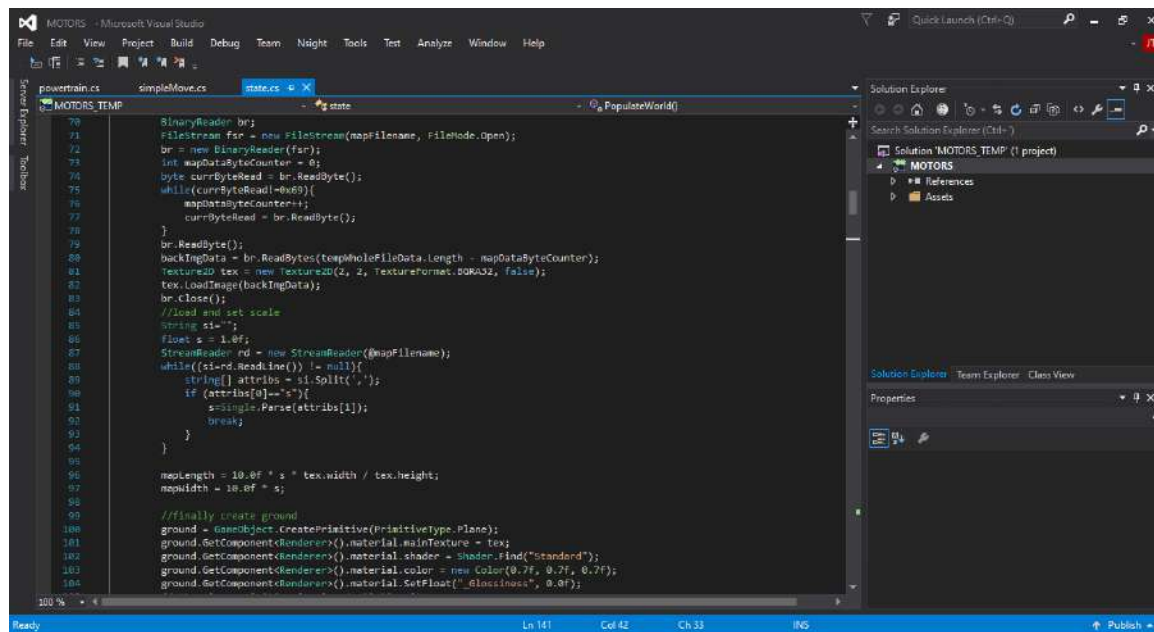 MOTORS - Microsoft Visual Studio
Quick Launch (Ctrl+Q)
File Edit View Project Build Debug Team Nsight Tools Test Analyze Window Help
Server Explorer
Toolbox
powertrain.cs simpleMove.cs state.cs
MOTORS_TEMP state PopulateWorld()
70 BinaryReader br;
71 FileStream fsr = new FileStream(mapFilename, FileMode.Open);
72 br = new BinaryReader(fsr);
73 int mapDataByteCounter = 0;
74 byte currByteRead = br.ReadByte();
75 while(currByteRead!=0x69){
76 mapDataByteCounter++;
77 currByteRead = br.ReadByte();
78 }
79 br.ReadByte();
80 backImgData = br.ReadBytes(tempWholeFileData.Length - mapDataByteCounter);
81 Texture2D tex = new Texture2D(2, 2, TextureFormat.BGRA32, false);
82 tex.LoadImage(backImgData);
83 br.Close();
84 //load and set scale
85 String si="";
86 float s = 1.0f;
87 StreamReader rd = new StreamReader(@mapFilename);
88 while((si=rd.ReadLine()) != null){
89 string[] attribs = si.Split(',');
90 if (attribs[0]=="s"){
91 s=Single.Parse(attribs[1]);
92 break;
93 }
94 }
95
96 mapLength = 10.0f * s * tex.width / tex.height;
97 mapWidth = 10.0f * s;
98
99 //finally create ground
100 ground = GameObject.CreatePrimitive(PrimitiveType.Plane);
101 ground.GetComponent<Renderer>().material.mainTexture = tex;
102 ground.GetComponent<Renderer>().material.shader = Shader.Find("Standard");
103 ground.GetComponent<Renderer>().material.color = new Color(0.7f, 0.7f, 0.7f);
104 ground.GetComponent<Renderer>().material.SetFloat("_Glossiness", 0.0f);
100 %
Solution Explorer
Search Solution Explorer (Ctrl+;)
Solution 'MOTORS_TEMP' (1 project)
MOTORS
References
Assets
Solution Explorer Team Explorer Class View
Properties
Ready Ln 141 Col 42 Ch 33 INS Publish